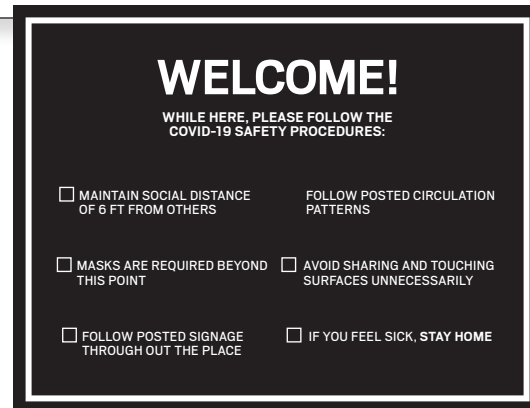 WELCOME!
WHILE HERE, PLEASE FOLLOW THE
COVID-19 SAFETY PROCEDURES:
MAINTAIN SOCIAL DISTANCE
OF 6 FT FROM OTHERS
FOLLOW POSTED CIRCULATION
PATTERNS
MASKS ARE REQUIRED BEYOND
THIS POINT
AVOID SHARING AND TOUCHING
SURFACES UNNECESSARILY
FOLLOW POSTED SIGNAGE
THROUGH OUT THE PLACE
IF YOU FEEL SICK, STAY HOME